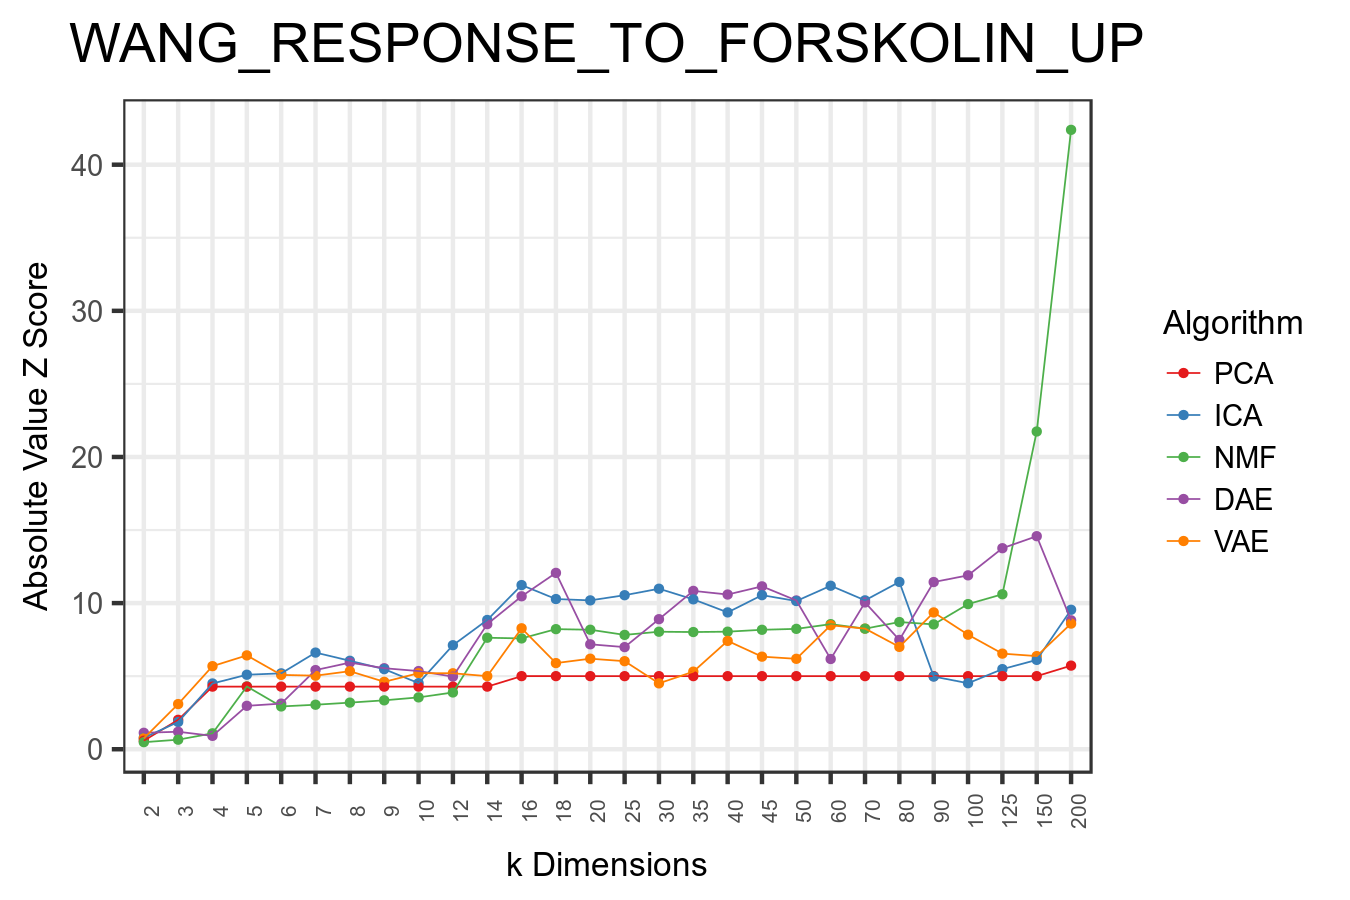 WANG_RESPONSE_TO_FORSKOLIN_UP
Absolute Value Z Score
40
30
20
10
0
2 3 4 5 6 7 8 9 10 12 14 16 18 20 25 30 35 40 45 50 60 70 80 90 100 125 150 200
k Dimensions
Algorithm
PCA
ICA
NMF
DAE
VAE